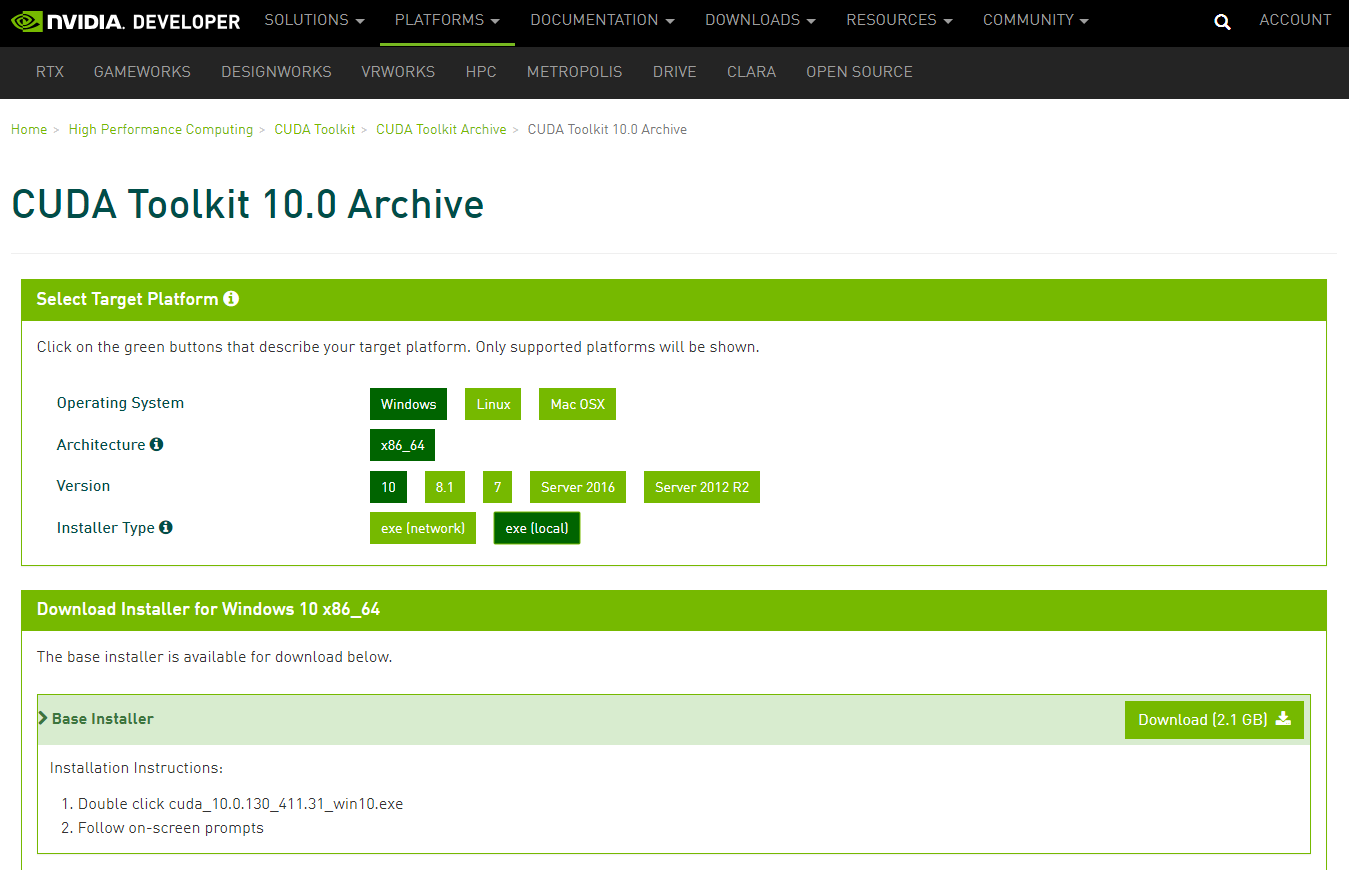 NVIDIA. DEVELOPER SOLUTIONS PLATFORMS DOCUMENTATION DOWNLOADS RESOURCES COMMUNITY ACCOUNT
RTX GAMEWORKS DESIGNWORKS VRWORKS HPC METROPOLIS DRIVE CLARA OPEN SOURCE
Home > High Performance Computing > CUDA Toolkit > CUDA Toolkit Archive > CUDA Toolkit 10.0 Archive
CUDA Toolkit 10.0 Archive
Select Target Platform
Click on the green buttons that describe your target platform. Only supported platforms will be shown.
Operating System Windows Linux Mac OSX
Architecture x86_64
Version 10 8.1 7 Server 2016 Server 2012 R2
Installer Type exe (network) exe (local)
Download Installer for Windows 10 x86_64
The base installer is available for download below.
Base Installer Download (2.1 GB)
Installation Instructions:
1. Double click cuda_10.0.130_411.31_win10.exe
2. Follow on-screen prompts